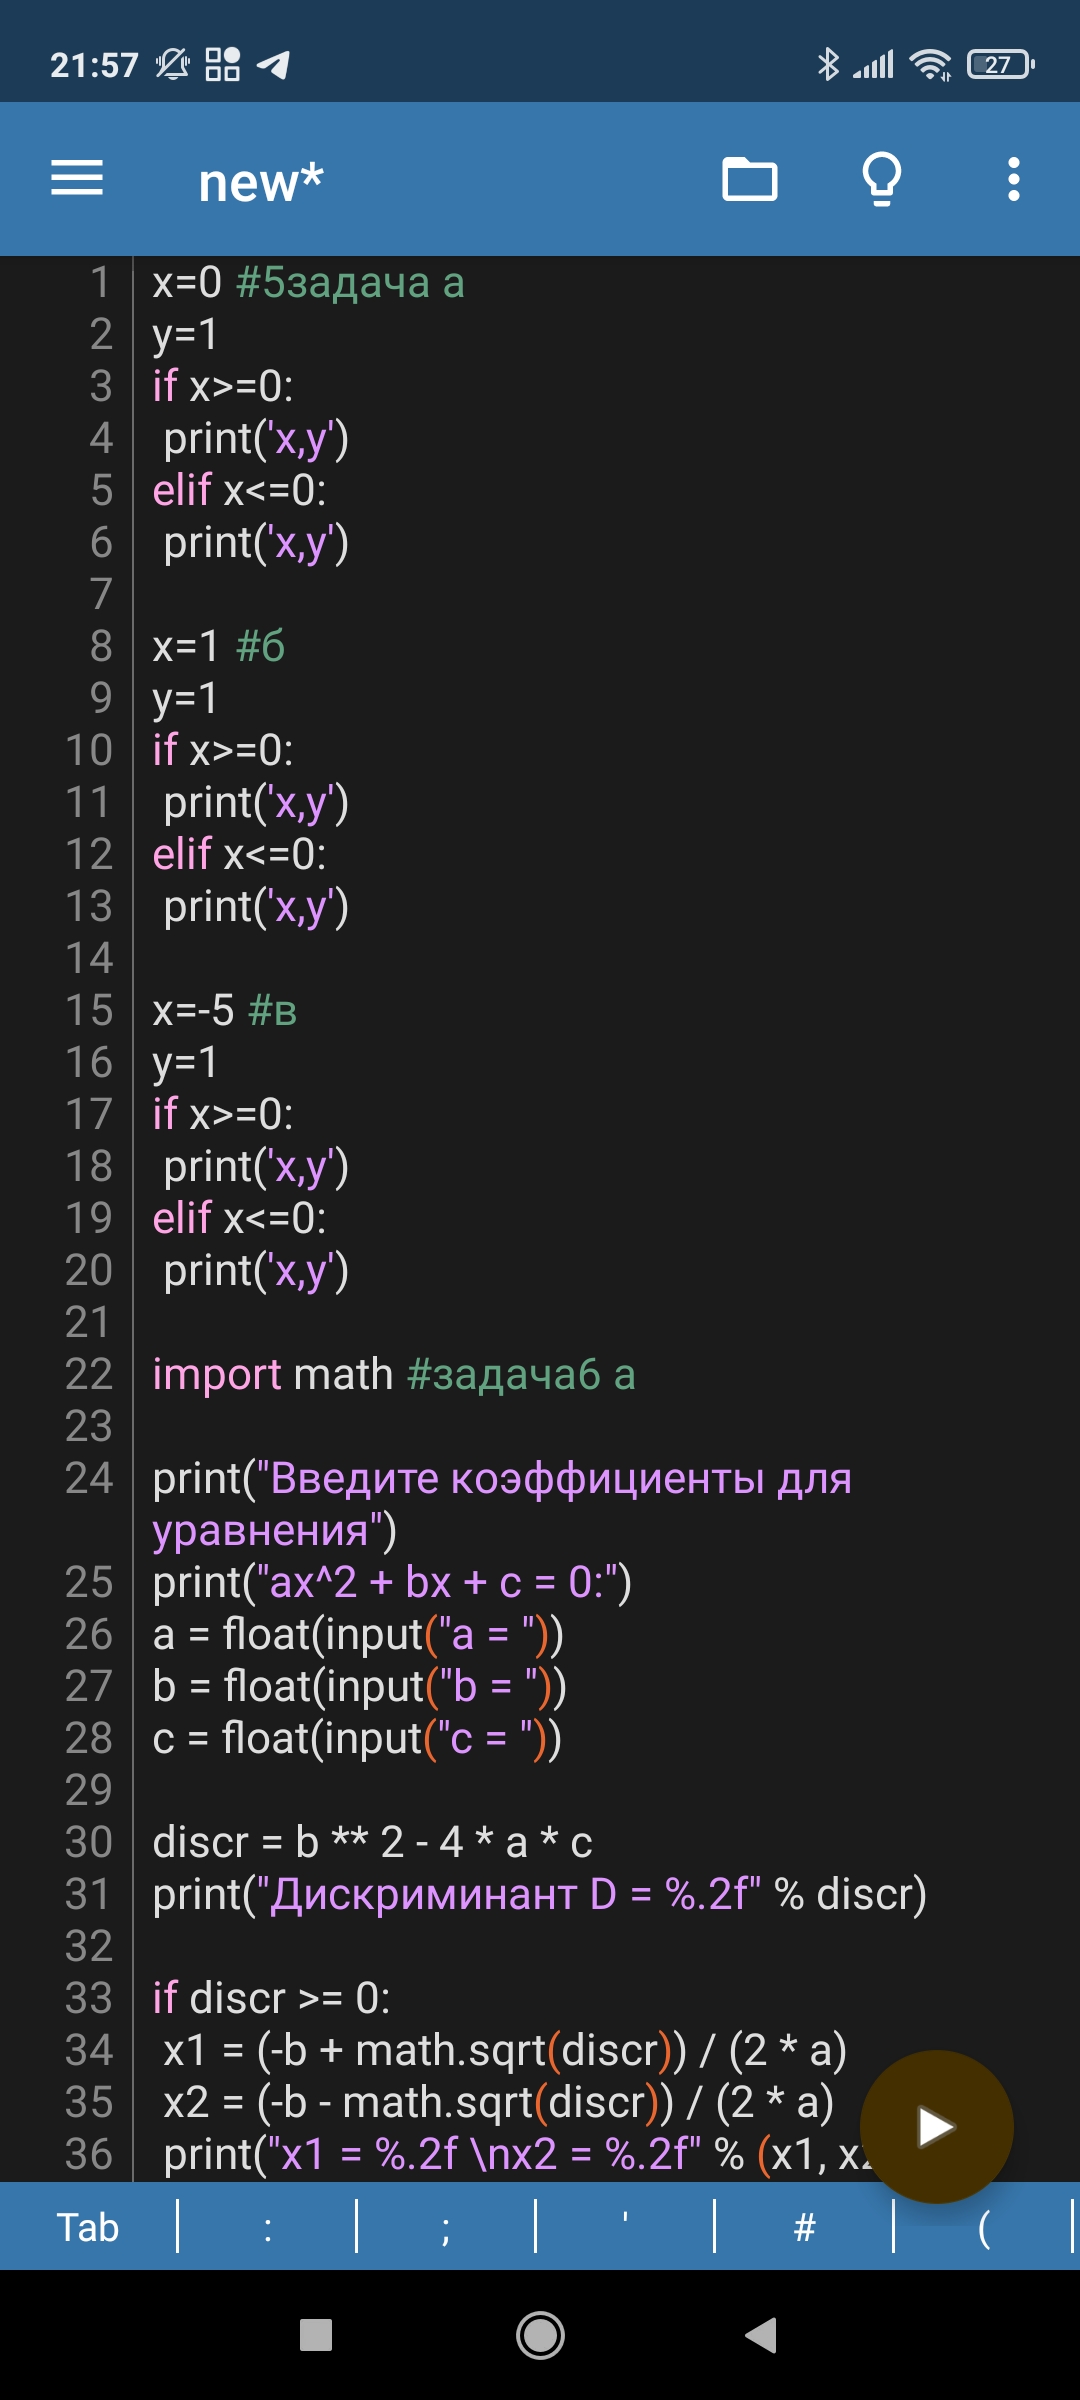 21:57 27
new*
1 x=0 #5задача а
2 y=1
3 if x>=0:
4 print('x,y')
5 elif x<=0:
6 print('x,y')
7
8 x=1 #б
9 y=1
10 if x>=0:
11 print('x,y')
12 elif x<=0:
13 print('x,y')
14
15 x=-5 #в
16 y=1
17 if x>=0:
18 print('x,y')
19 elif x<=0:
20 print('x,y')
21
22 import math #задача6 а
23
24 print("Введите коэффициенты для
уравнения")
25 print("ax^2 + bx + c = 0:")
26 a = float(input("a = "))
27 b = float(input("b = "))
28 c = float(input("c = "))
29
30 discr = b ** 2 - 4 * a * c
31 print("Дискриминант D = %.2f" % discr)
32
33 if discr >= 0:
34 x1 = (-b + math.sqrt(discr)) / (2 * a)
35 x2 = (-b - math.sqrt(discr)) / (2 * a)
36 print("x1 = %.2f \nx2 = %.2f" % (x1,
Tab : ; ' # (